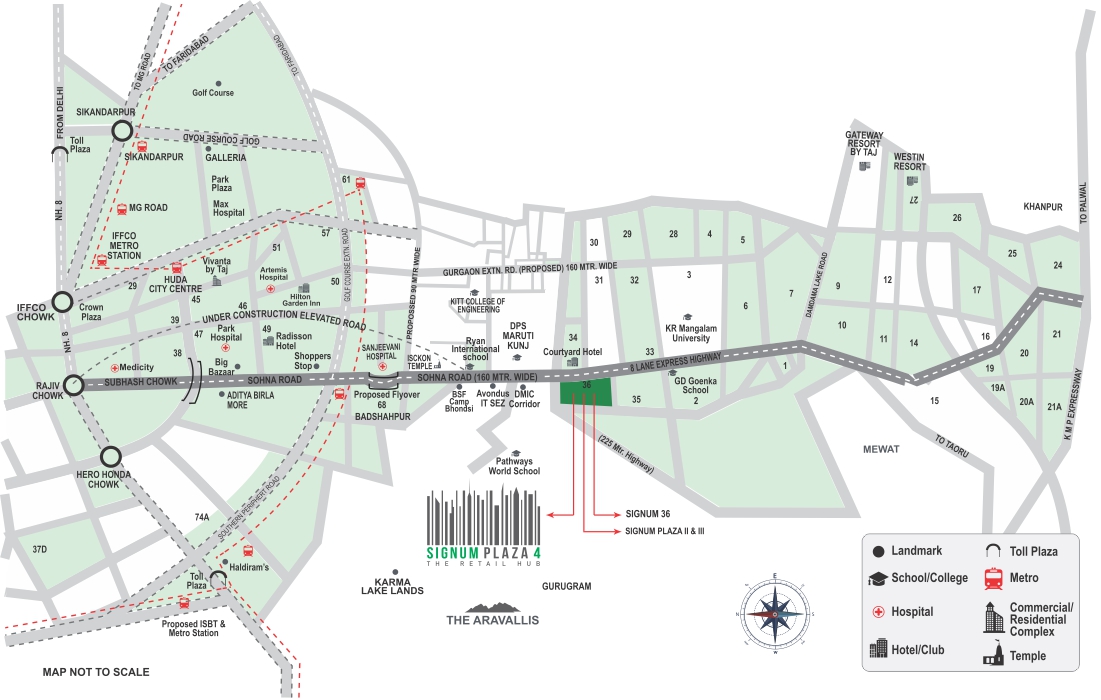 TO MG ROAD
TO FARIDABAD
TO FARIDABAD
FROM DELHI
Golf Course
SIKANDARPUR
Toll
Plaza
GOLF COURSE ROAD
SIKANDARPUR
GALLERIA
Park
Plaza
61
GATEWAY
RESORT
BY TAJ
WESTIN
RESORT
27
TO PALWAL
NH. 8
MG ROAD
Max
Hospital
KHANPUR
26
IFFCO
METRO
STATION
57
51
GOLF COURSE EXTN. ROAD
PROPOSSED 90 MTR WIDE
30
29
28
4
5
25
24
HUDA
CITY CENTRE
Vivanta
by Taj
Artemis
Hospital
50
GURGAON EXTN. RD. (PROPOSED) 160 MTR. WIDE
31
32
3
7
DAMDAMA LAKE ROAD
9
12
17
29
45
Hilton
Garden Inn
IFFCO
CHOWK
Crown
Plaza
46
KITT COLLEGE OF
ENGINEERING
6
39
UNDER CONSTRUCTION ELEVATED ROAD
NH. 8
47
Park
Hospital
49
Radisson
Hotel
DPS
MARUTI
KUNJ
KR Mangalam
University
10
11
14
16
21
34
38
Ryan
International
school
SANJEEVANI
HOSPITAL
ISCKON
TEMPLE
Courtyard Hotel
33
8 LANE EXPRESS HIGHWAY
20
Shoppers
Stop
Big
Bazaar
Medicity
1
19
RAJIV
CHOWK
SUBHASH CHOWK
SOHNA ROAD
SOHNA ROAD (160 MTR. WIDE)
36
GD Goenka
School
2
19A
ADITYA BIRLA
MORE
Proposed Flyover
68
BADSHAHPUR
BSF
Camp
Bhondsi
Avondus
IT SEZ
DMIC
Corridor
35
15
20A
21A
K M P EXPRESSWAY
(225 Mtr. Highway)
MEWAT
TO TAORU
HERO HONDA
CHOWK
Pathways
World School
SOUTHERN PERIPHERT ROAD
74A
SIGNUM 36
SIGNUM PLAZA II & III
37D
SIGNUM PLAZA 4
THE RETAIL HUB
Haldiram's
Toll
Plaza
KARMA
LAKE LANDS
GURUGRAM
THE ARAVALLIS
Proposed ISBT &
Metro Station
MAP NOT TO SCALE
E
N
S
W
Landmark
Toll Plaza
School/College
Metro
Hospital
Commercial/
Residential
Complex
Hotel/Club
Temple